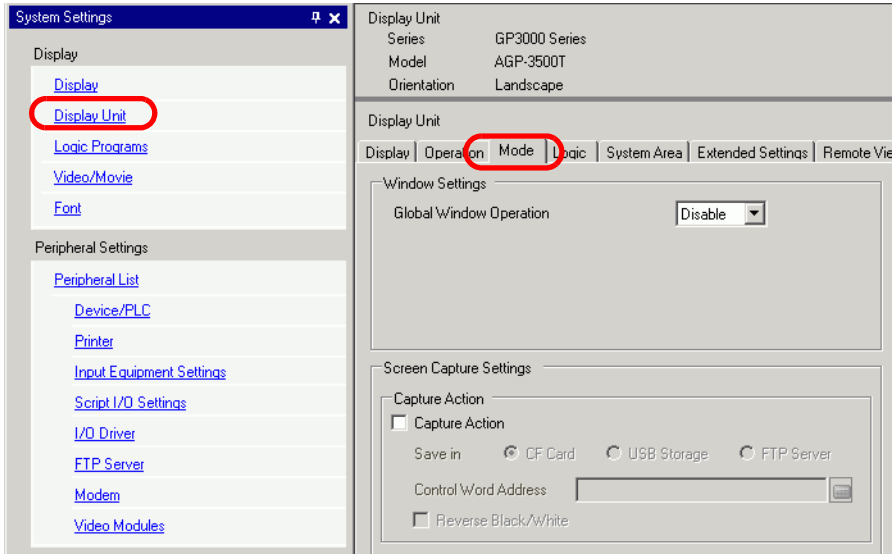 System Settings
Display
Display
Display Unit
Logic Programs
Video/Movie
Font
Peripheral Settings
Peripheral List
Device/PLC
Printer
Input Equipment Settings
Script I/O Settings
I/O Driver
FTP Server
Modem
Video Modules
Display Unit
Series GP3000 Series
Model AGP-3500T
Orientation Landscape
Display Unit
Display Operation Mode Logic System Area Extended Settings Remote Vie
Window Settings
Global Window Operation Disable
Screen Capture Settings
Capture Action
Capture Action
Save in CF Card USB Storage FTP Server
Control Word Address
Reverse Black/White